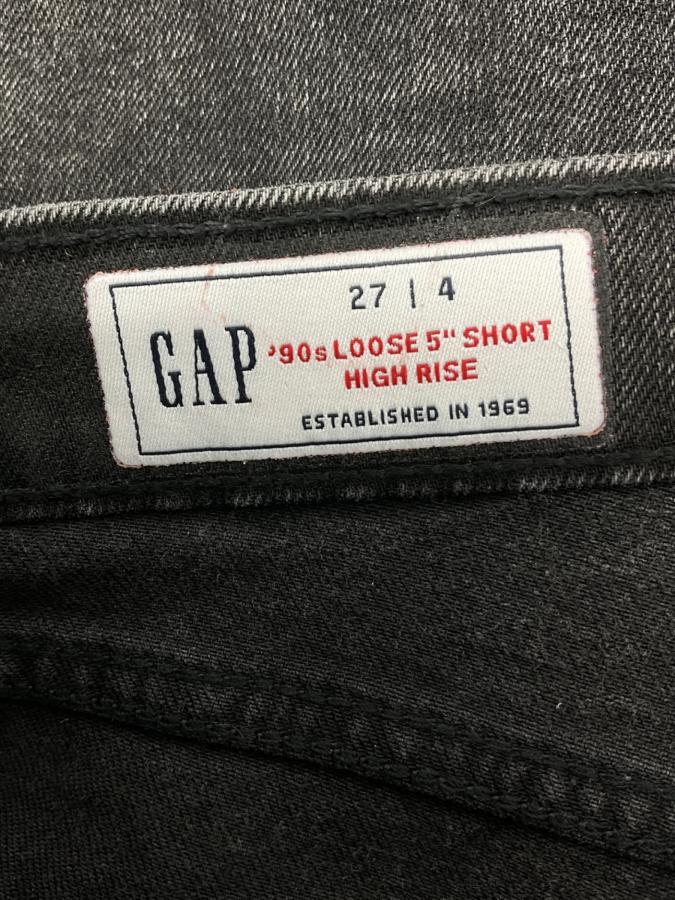 27 | 4
GAP
'90s LOOSE 5" SHORT
HIGH RISE
ESTABLISHED IN 1969